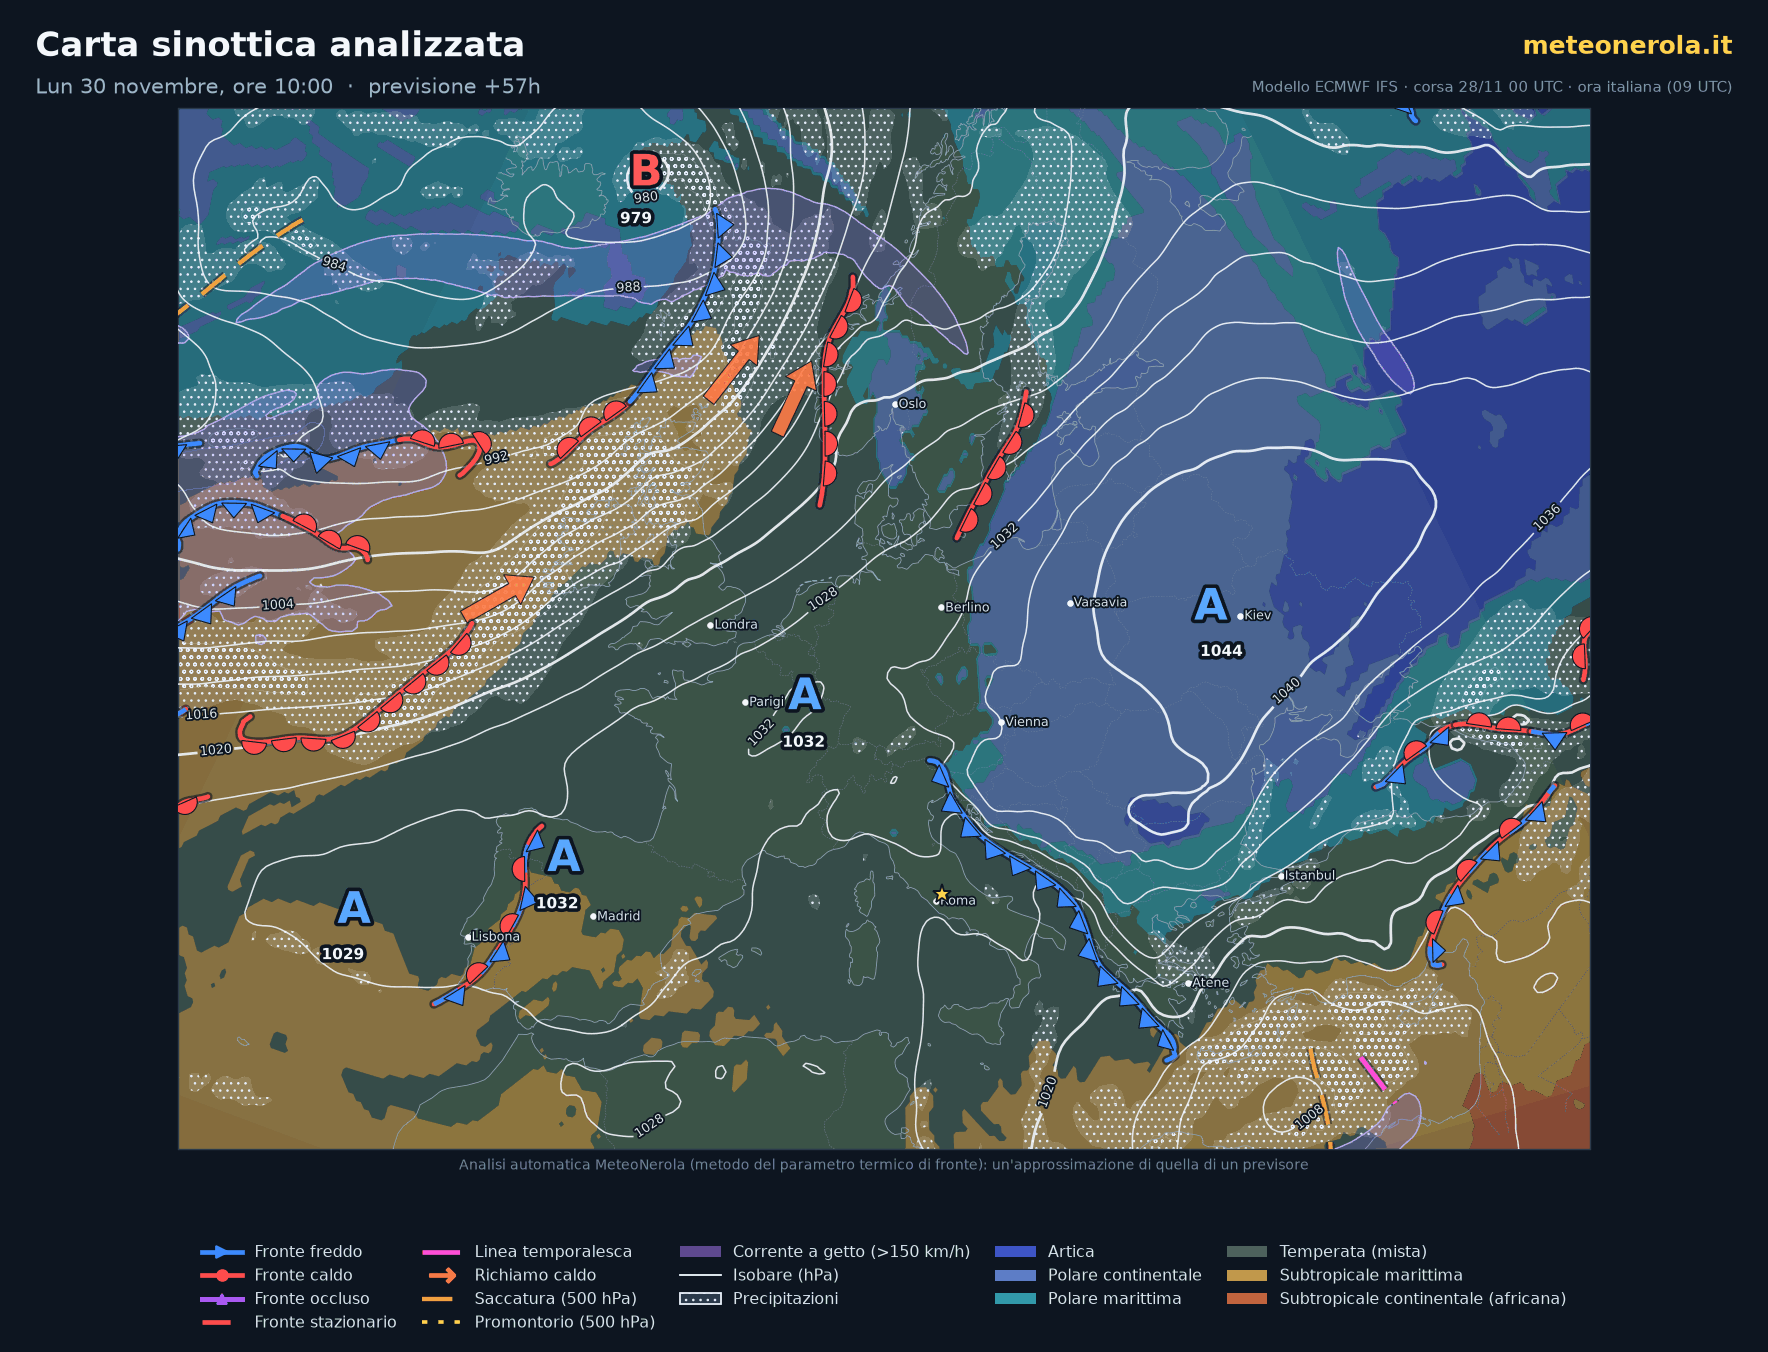 Carta sinottica analizzata
meteonerola.it
Lun 30 novembre, ore 10:00 · previsione +57h
Modello ECMWF IFS · corsa 28/11 00 UTC · ora italiana (09 UTC)
B
980
979
984
988
Oslo
992
1036
1032
1028
1004
Berlino
Varsavia
A
Kiev
Londra
1044
Parigi
A
1040
1016
Vienna
1032
1032
1020
A
Istanbul
A
1032
Roma
Madrid
Lisbona
1029
Atene
1020
1008
1028
Analisi automatica MeteoNerola (metodo del parametro termico di fronte): un'approssimazione di quella di un previsore
Fronte freddo
Fronte caldo
Fronte occluso
Fronte stazionario
Linea temporalesca
Richiamo caldo
Saccatura (500 hPa)
Promontorio (500 hPa)
Corrente a getto (>150 km/h)
Isobare (hPa)
Precipitazioni
Artica
Polare continentale
Polare marittima
Temperata (mista)
Subtropicale marittima
Subtropicale continentale (africana)